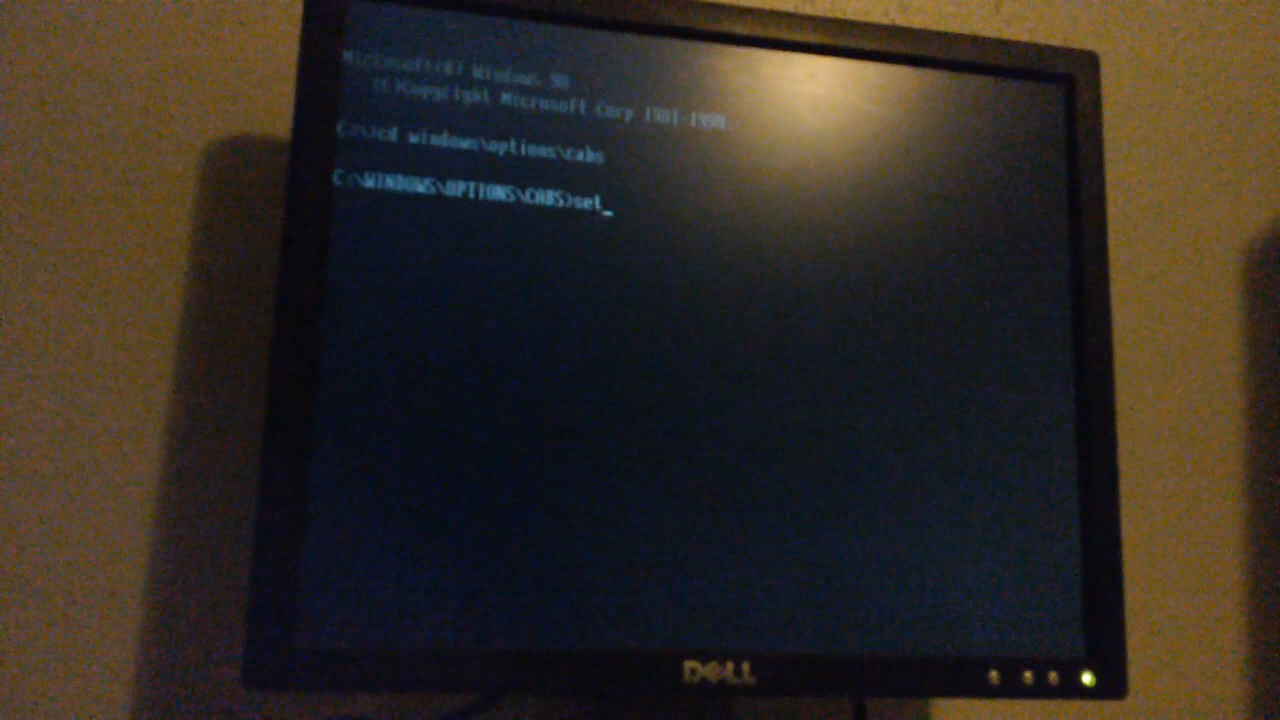 Microsoft(R) Windows 98
(C)Copyright Microsoft Corp 1981-1999.
C:\>cd windows\options\cabs
C:\WINDOWS\OPTIONS\CABS>set_
DELL